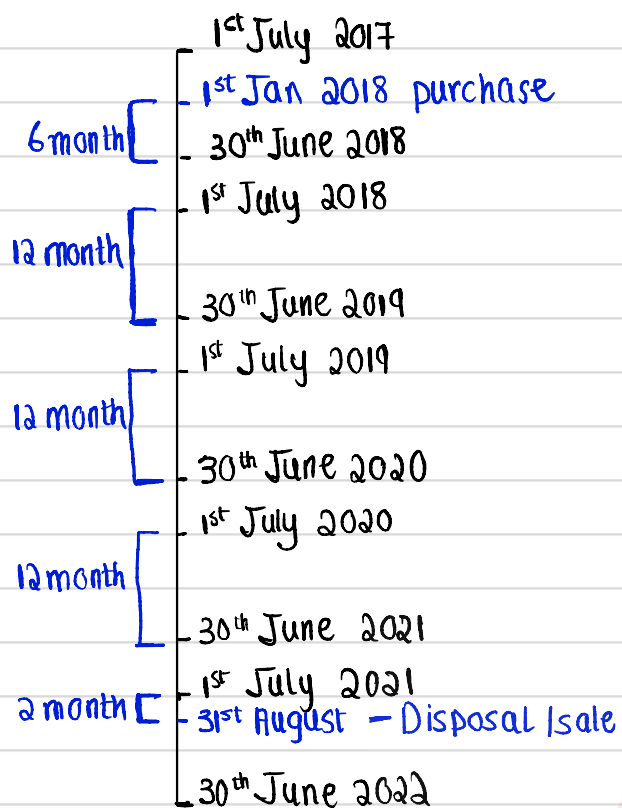 1st July 2017
1st Jan 2018 purchase
6 month
30th June 2018
1st July 2018
12 month
30th June 2019
1st July 2019
12 month
30th June 2020
1st July 2020
12 month
30th June 2021
1st July 2021
2 month
31st August - Disposal /sale
30th June 2022